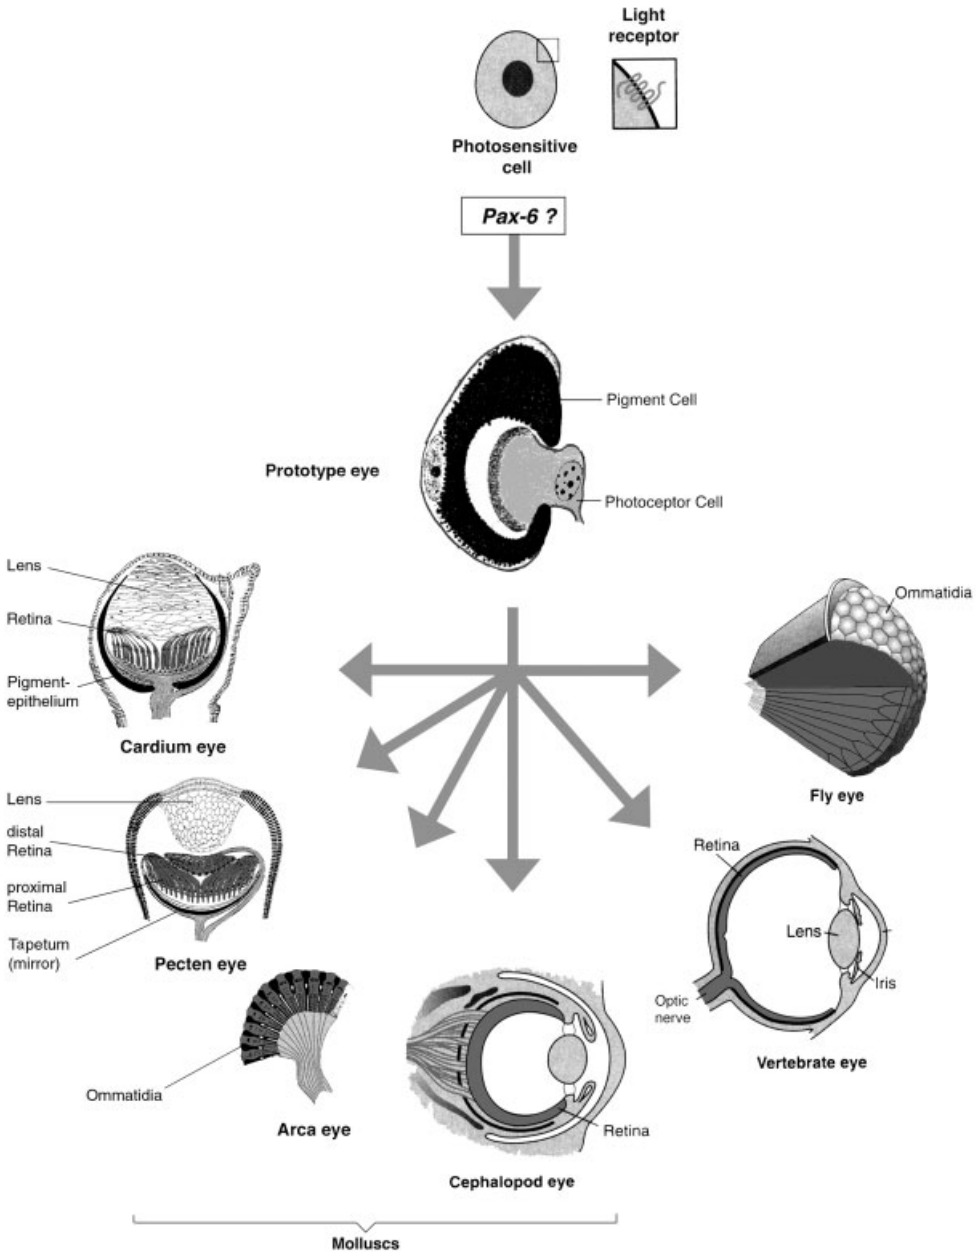 Light
receptor
Photosensitive
cell
Pax-6 ?
Pigment Cell
Prototype eye
Photoceptor Cell
Lens
Retina
Pigment-
epithelium
Cardium eye
Ommatidia
Fly eye
Lens
distal
Retina
proximal
Retina
Tapetum
(mirror)
Pecten eye
Retina
Lens
Iris
Optic
nerve
Vertebrate eye
Ommatidia
Arca eye
Retina
Cephalopod eye
Molluscs